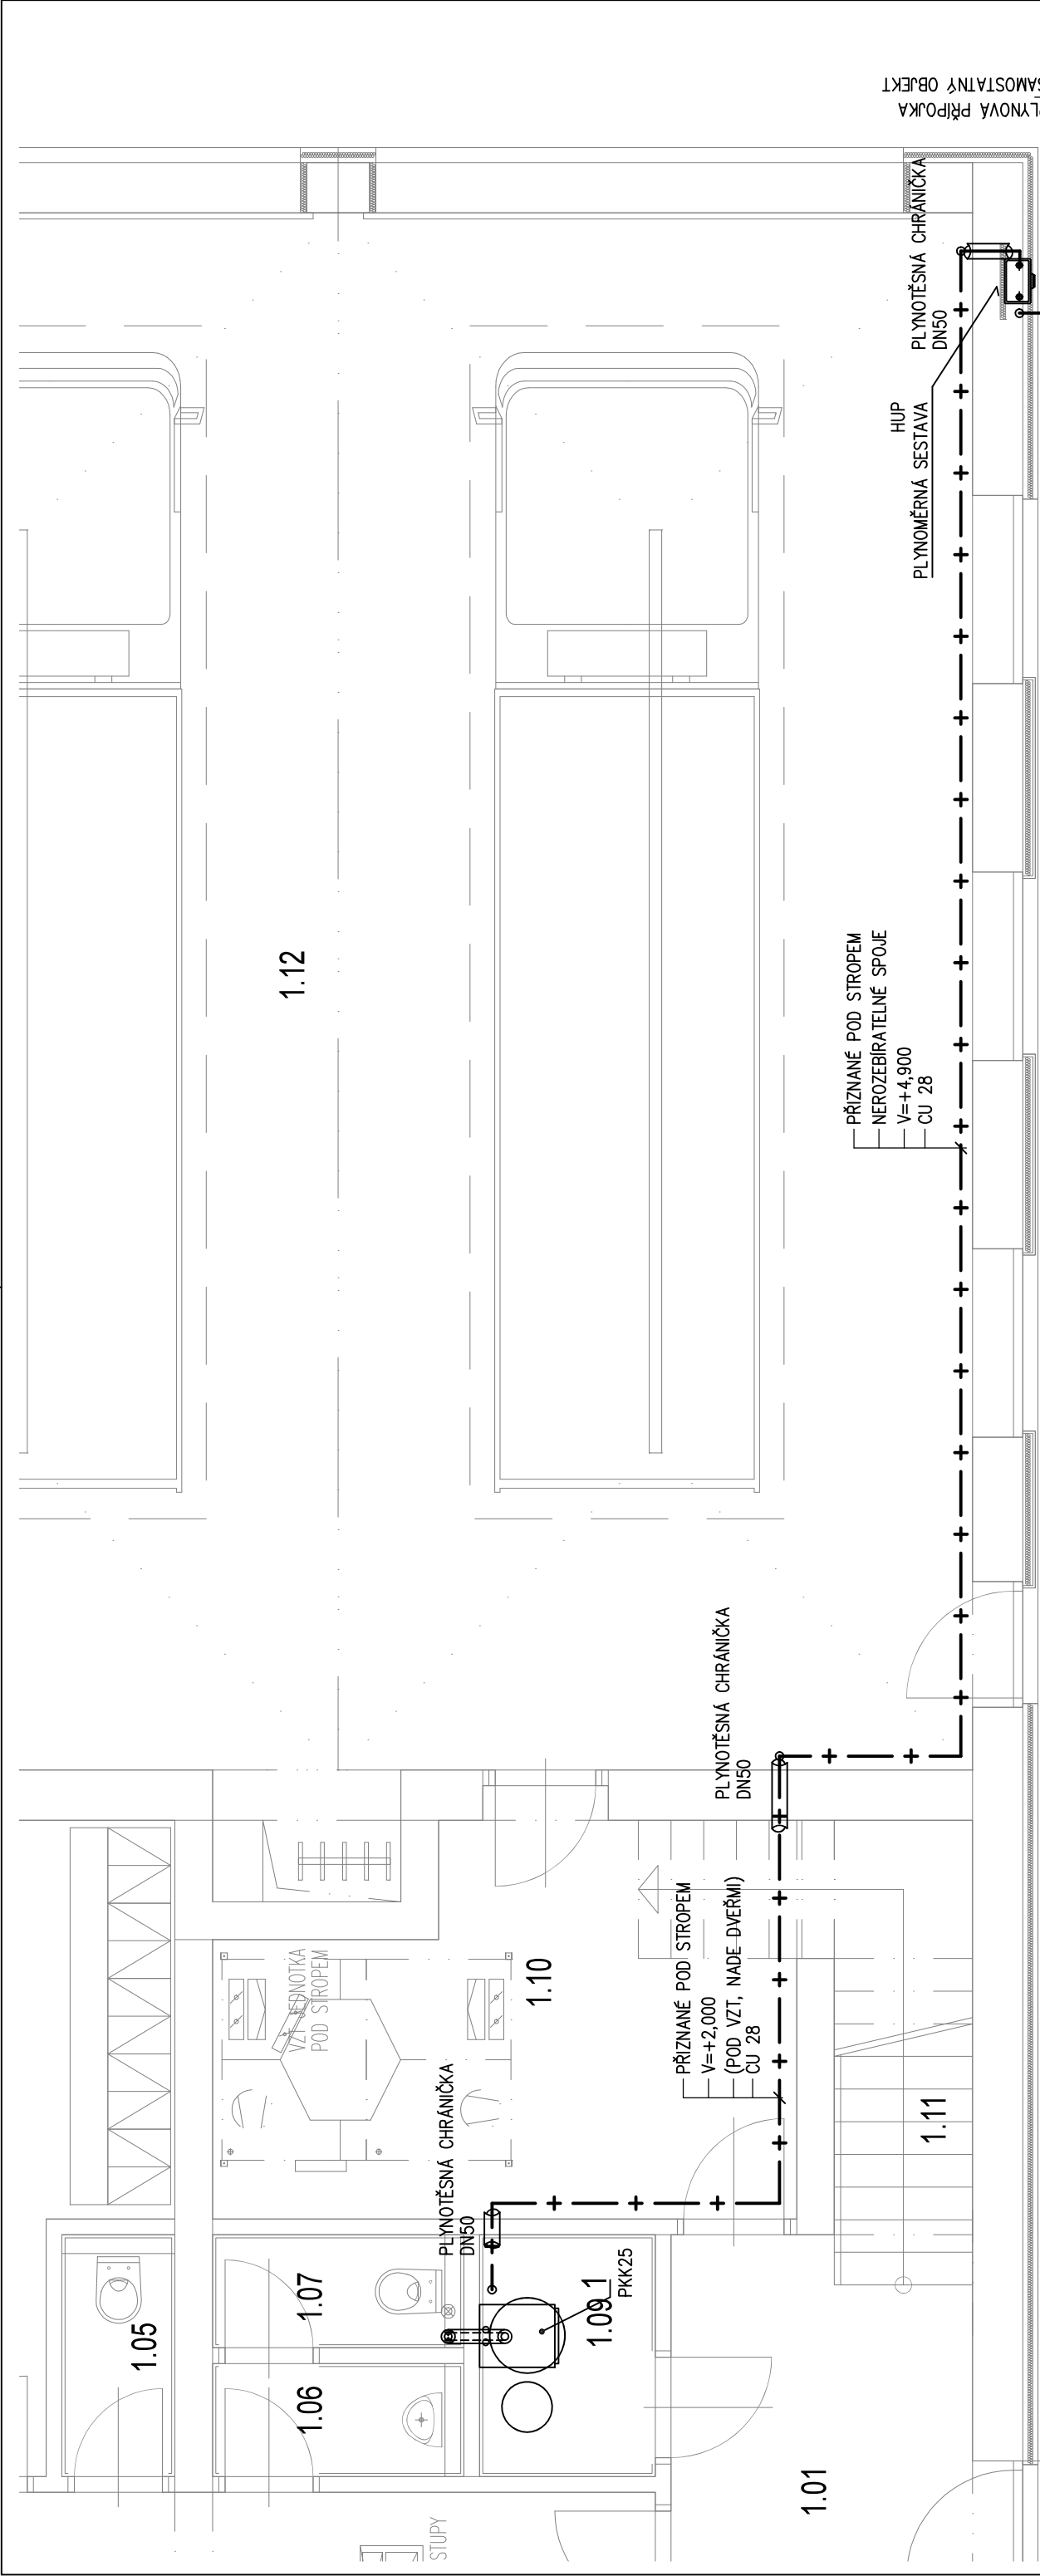 SAMOSTATNÝ OBJEKT
PLYNOVÁ PŘÍPOJKA
PLYNOTĚSNÁ CHRÁNIČKA
DN50
HUP
PLYNOMĚRNÁ SESTAVA
1.12
PŘIZNANÉ POD STROPEM
NEROZEBÍRATELNÉ SPOJE
V=+4,900
CU 28
PLYNOTĚSNÁ CHRÁNIČKA
DN50
PŘIZNANÉ POD STROPEM
V=+2,000
(POD VZT, NADE DVEŘMI)
CU 28
VZT JEDNOTKA
POD STROPEM
1.10
PLYNOTĚSNÁ CHRÁNIČKA
DN50
1.11
1.05
1.07
1.06
1.09.1
PKK25
1.01
STUPY